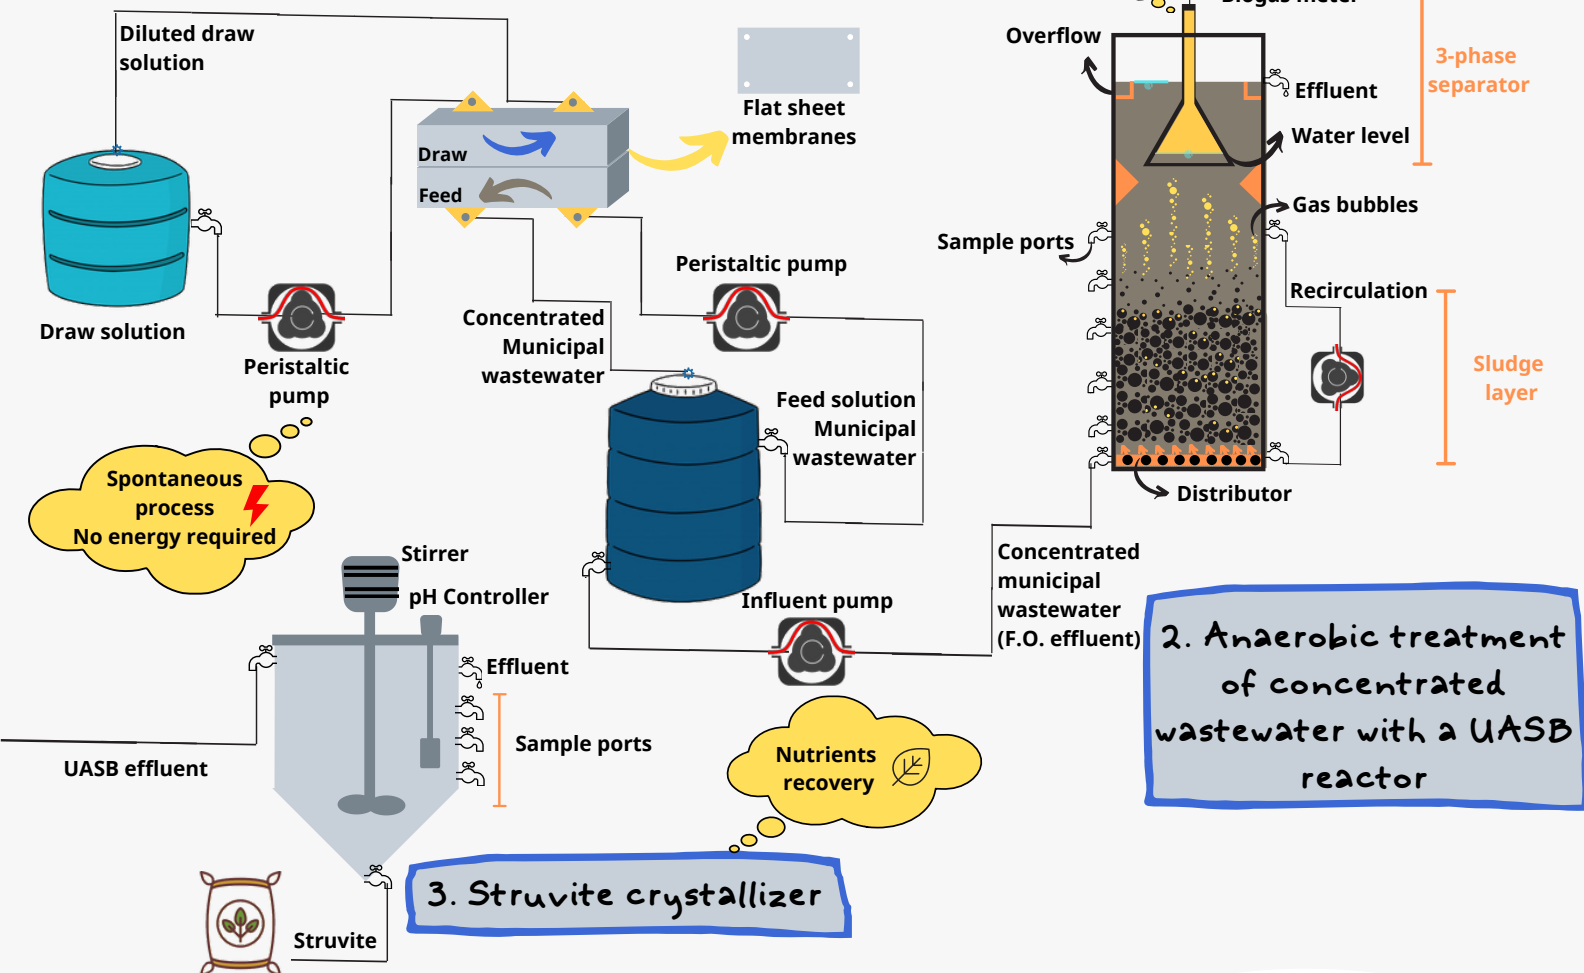 Biogas meter
Diluted draw
solution
Overflow
3-phase
separator
Effluent
Flat sheet
membranes
Water level
Draw
Feed
Gas bubbles
Sample ports
Peristaltic pump
Recirculation
Draw solution
Concentrated
Municipal
wastewater
Peristaltic
pump
Sludge
layer
Feed solution
Municipal
wastewater
Distributor
Spontaneous
process
No energy required
Stirrer
pH Controller
Concentrated
municipal
wastewater
(F.O. effluent)
Influent pump
2. Anaerobic treatment
of concentrated
wastewater with a UASB
reactor
Effluent
Sample ports
UASB effluent
Nutrients
recovery
3. Struvite crystallizer
Struvite